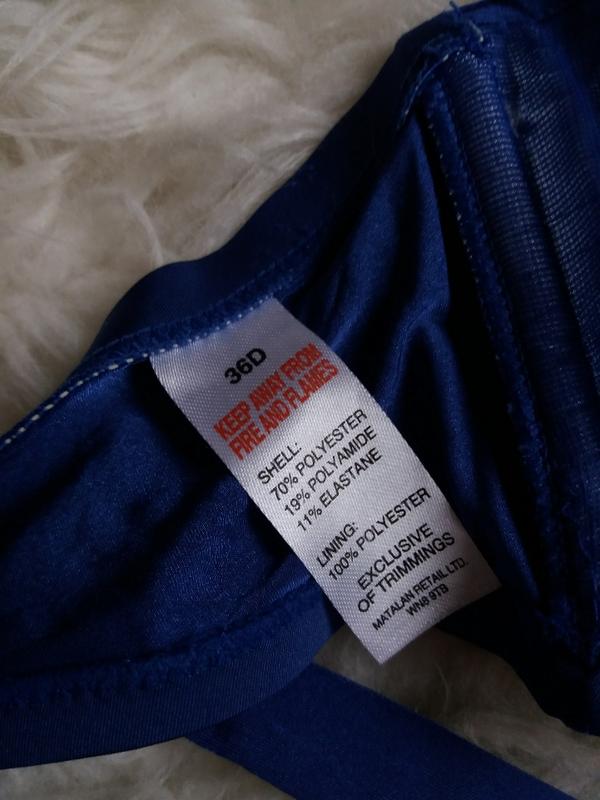 36D
KEEP AWAY FROM
FIRE AND FLAMES
SHELL:
70% POLYESTER
19% POLYAMIDE
11% ELASTANE
LINING:
100% POLYESTER
EXCLUSIVE
OF TRIMMINGS
MATALAN RETAIL LTD.
WN8 9TB